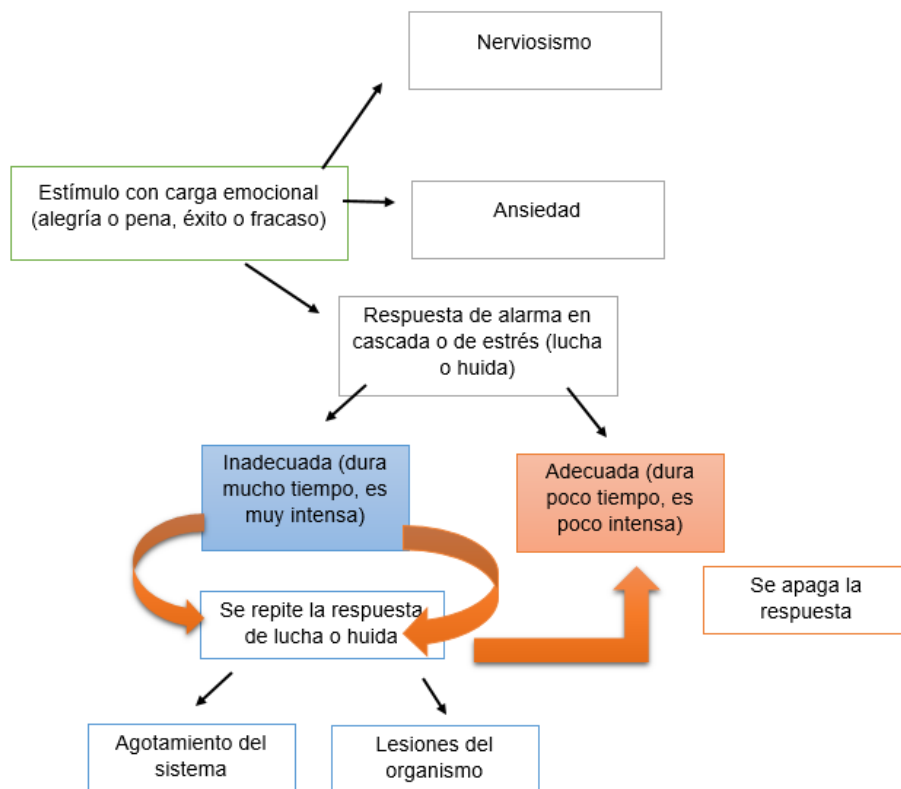 Nerviosismo
Estímulo con carga emocional
(alegría o pena, éxito o fracaso)
Ansiedad
Respuesta de alarma en
cascada o de estrés (lucha
o huida)
Inadecuada (dura
mucho tiempo, es
muy intensa)
Adecuada (dura
poco tiempo, es
poco intensa)
Se apaga la
respuesta
Se repite la respuesta
de lucha o huida
Agotamiento del
sistema
Lesiones del
organismo